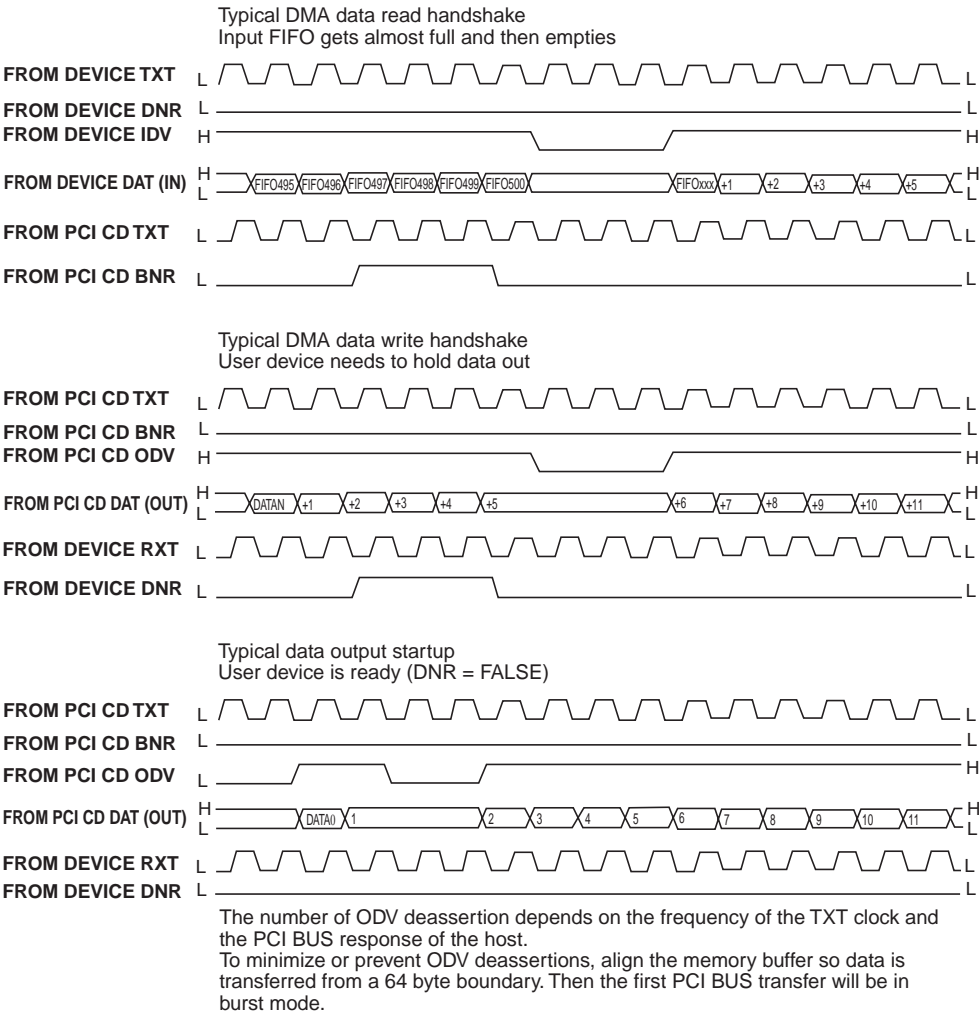 Typical DMA data read handshake
Input FIFO gets almost full and then empties
FROM DEVICE TXT L L
FROM DEVICE DNR L L
FROM DEVICE IDV H H
FROM DEVICE DAT (IN) H L FIFO495 FIFO496 FIFO497 FIFO498 FIFO499 FIFO500 FIFOxxx +1 +2 +3 +4 +5 H L
FROM PCI CD TXT L L
FROM PCI CD BNR L L
Typical DMA data write handshake
User device needs to hold data out
FROM PCI CD TXT L L
FROM PCI CD BNR L L
FROM PCI CD ODV H H
FROM PCI CD DAT (OUT) H L DATAN +1 +2 +3 +4 +5 +6 +7 +8 +9 +10 +11 H L
FROM DEVICE RXT L L
FROM DEVICE DNR L L
Typical data output startup
User device is ready (DNR = FALSE)
FROM PCI CD TXT L L
FROM PCI CD BNR L L
FROM PCI CD ODV L H
FROM PCI CD DAT (OUT) H L DATA0 1 2 3 4 5 6 7 8 9 10 11 H L
FROM DEVICE RXT L L
FROM DEVICE DNR L L
The number of ODV deassertion depends on the frequency of the TXT clock and
the PCI BUS response of the host.
To minimize or prevent ODV deassertions, align the memory buffer so data is
transferred from a 64 byte boundary. Then the first PCI BUS transfer will be in
burst mode.